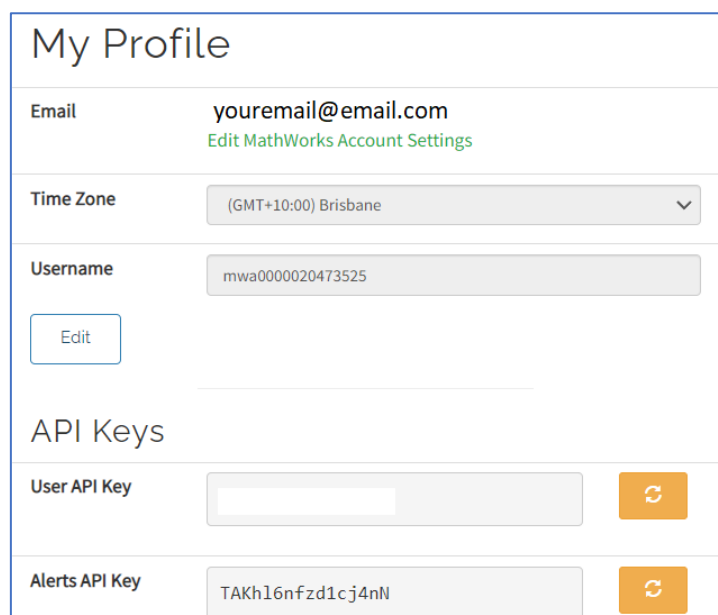 My Profile
Email
youremail@email.com
Edit MathWorks Account Settings
Time Zone
(GMT+10:00) Brisbane
Username
mwa0000020473525
Edit
API Keys
User API Key
Alerts API Key
TAKhl6nfzd1cj4nN